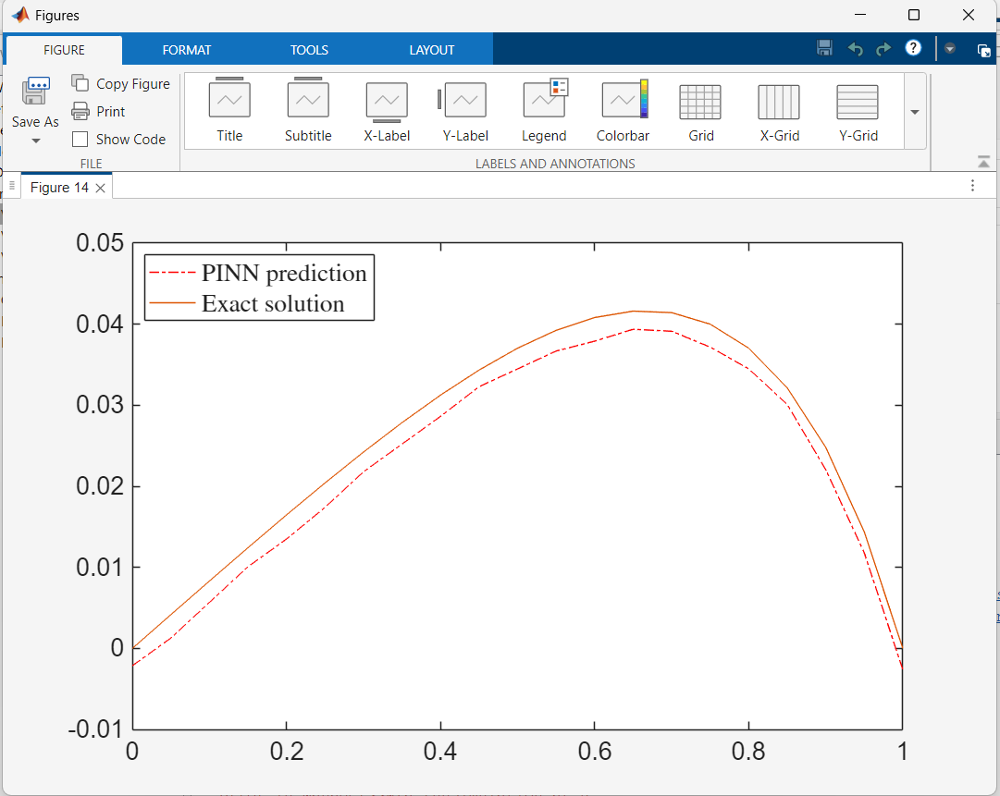 Figures
FIGURE FORMAT TOOLS LAYOUT
Save As
Copy Figure
Print
Show Code
FILE
Title Subtitle X-Label Y-Label Legend Colorbar Grid X-Grid Y-Grid
LABELS AND ANNOTATIONS
Figure 14
PINN prediction
Exact solution
0.05
0.04
0.03
0.02
0.01
0
-0.01
0 0.2 0.4 0.6 0.8 1